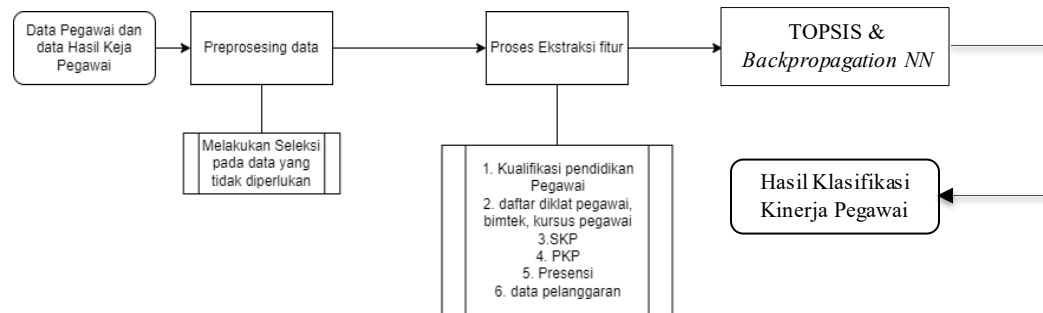 Data Pegawai dan
data Hasil Keja
Pegawai
Preprosesing data
Proses Ekstraksi fitur
TOPSIS &
Backpropagation NN
Melakukan Seleksi
pada data yang
tidak diperlukan
1. Kualifikasi pendidikan
Pegawai
2. daftar diklat pegawai,
bimtek, kursus pegawai
3.SKP
4. PKP
5. Presensi
6. data pelanggaran
Hasil Klasifikasi
Kinerja Pegawai